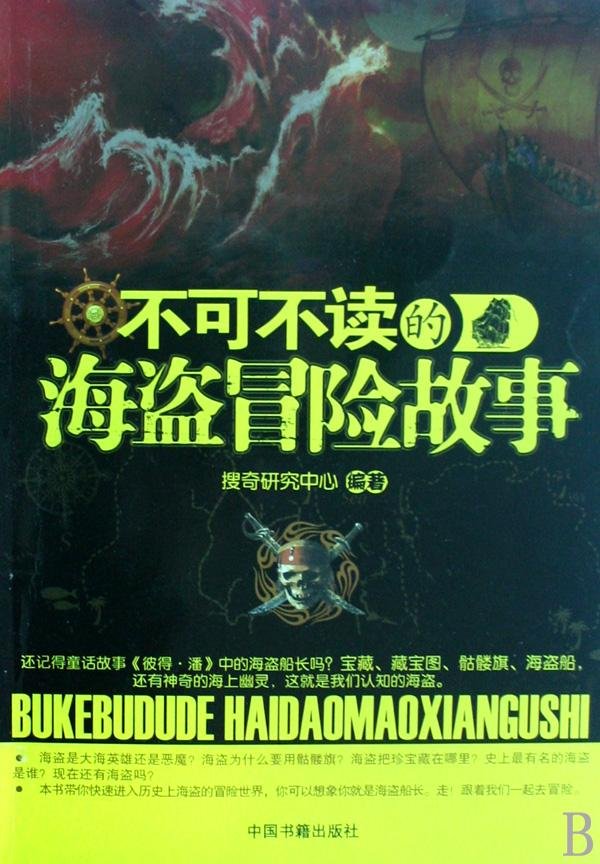 不可不读的
海盗冒险故事
搜奇研究中心 编著
还记得童话故事《彼得·潘》中的海盗船长吗？宝藏、藏宝图、骷髅旗、海盗船，
还有神奇的海上幽灵，这就是我们认知的海盗。
BUKEBUDUDE HAIDAOMAOXIANGUSHI
● 海盗是大海英雄还是恶魔？海盗为什么要用骷髅旗？海盗把珍宝藏在哪里？史上最有名的海盗
是谁？现在还有海盗吗？
● 本书带你快速进入历史上海盗的冒险世界，你可以想象你就是海盗船长。走！跟着我们一起去冒险。
中国书籍出版社
B